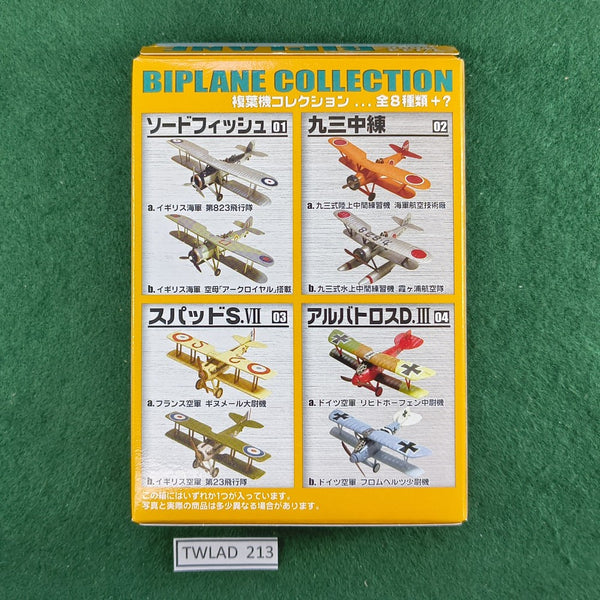 BIPLANE COLLECTION
複葉機コレクション...全8種類+?
ソードフィッシュ 01
a.イギリス海軍 第823飛行隊
b.イギリス海軍 空母「アークロイヤル」搭載
九三中練 02
a.九三式陸上中間練習機 海軍航空技術廠
b.九三式水上中間練習機 霞ヶ浦航空隊
スパッドS.VII 03
a.フランス空軍 ギヌメール大尉機
b.イギリス空軍 第23飛行隊
アルバトロスD.III 04
a.ドイツ空軍 リヒトホーフェン中尉機
b.ドイツ空軍 フロムヘルツ少尉機
この箱にはいずれか1つが入っています。
写真と実際の商品は多少異なる場合があります。
TWLAD 213